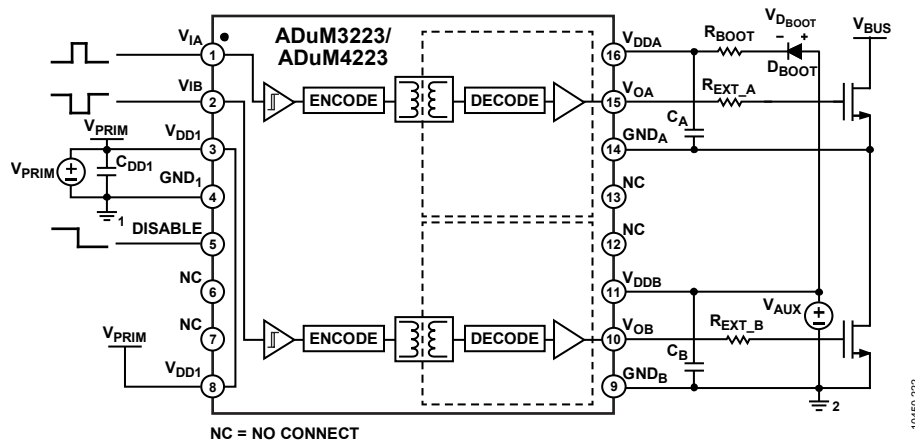 ADuM3223/
ADuM4223
VIA
1
VIB
2
VPRIM
VDD1
3
VPRIM
CDD1
GND1
4
1
DISABLE
5
NC
6
NC
7
VPRIM
VDD1
8
ENCODE
DECODE
ENCODE
DECODE
16
VDDA
RBOOT
VDBOOT
− +
DBOOT
VBUS
15
VOA
REXT_A
CA
14
GNDA
13
NC
12
NC
11
VDDB
VAUX
10
VOB
REXT_B
CB
9
GNDB
2
NC = NO CONNECT